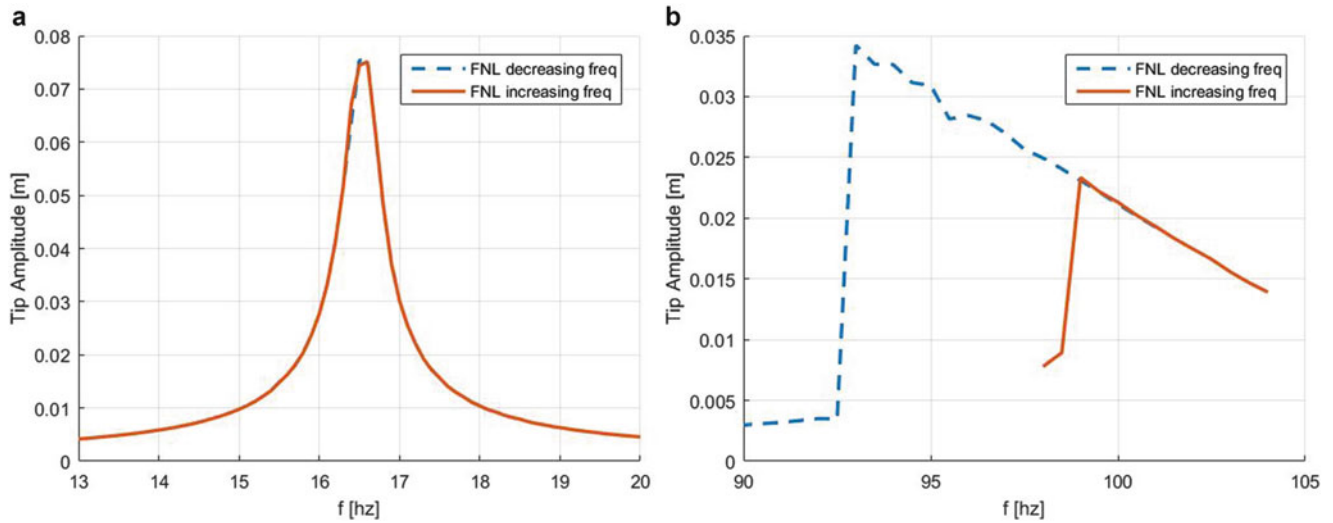 a
0.08
0.07
0.06
0.05
0.04
0.03
0.02
0.01
0
Tip Amplitude [m]
13 14 15 16 17 18 19 20
f [hz]
FNL decreasing freq
FNL increasing freq
b
0.035
0.03
0.025
0.02
0.015
0.01
0.005
0
Tip Amplitude [m]
90 95 100 105
f [hz]
FNL decreasing freq
FNL increasing freq